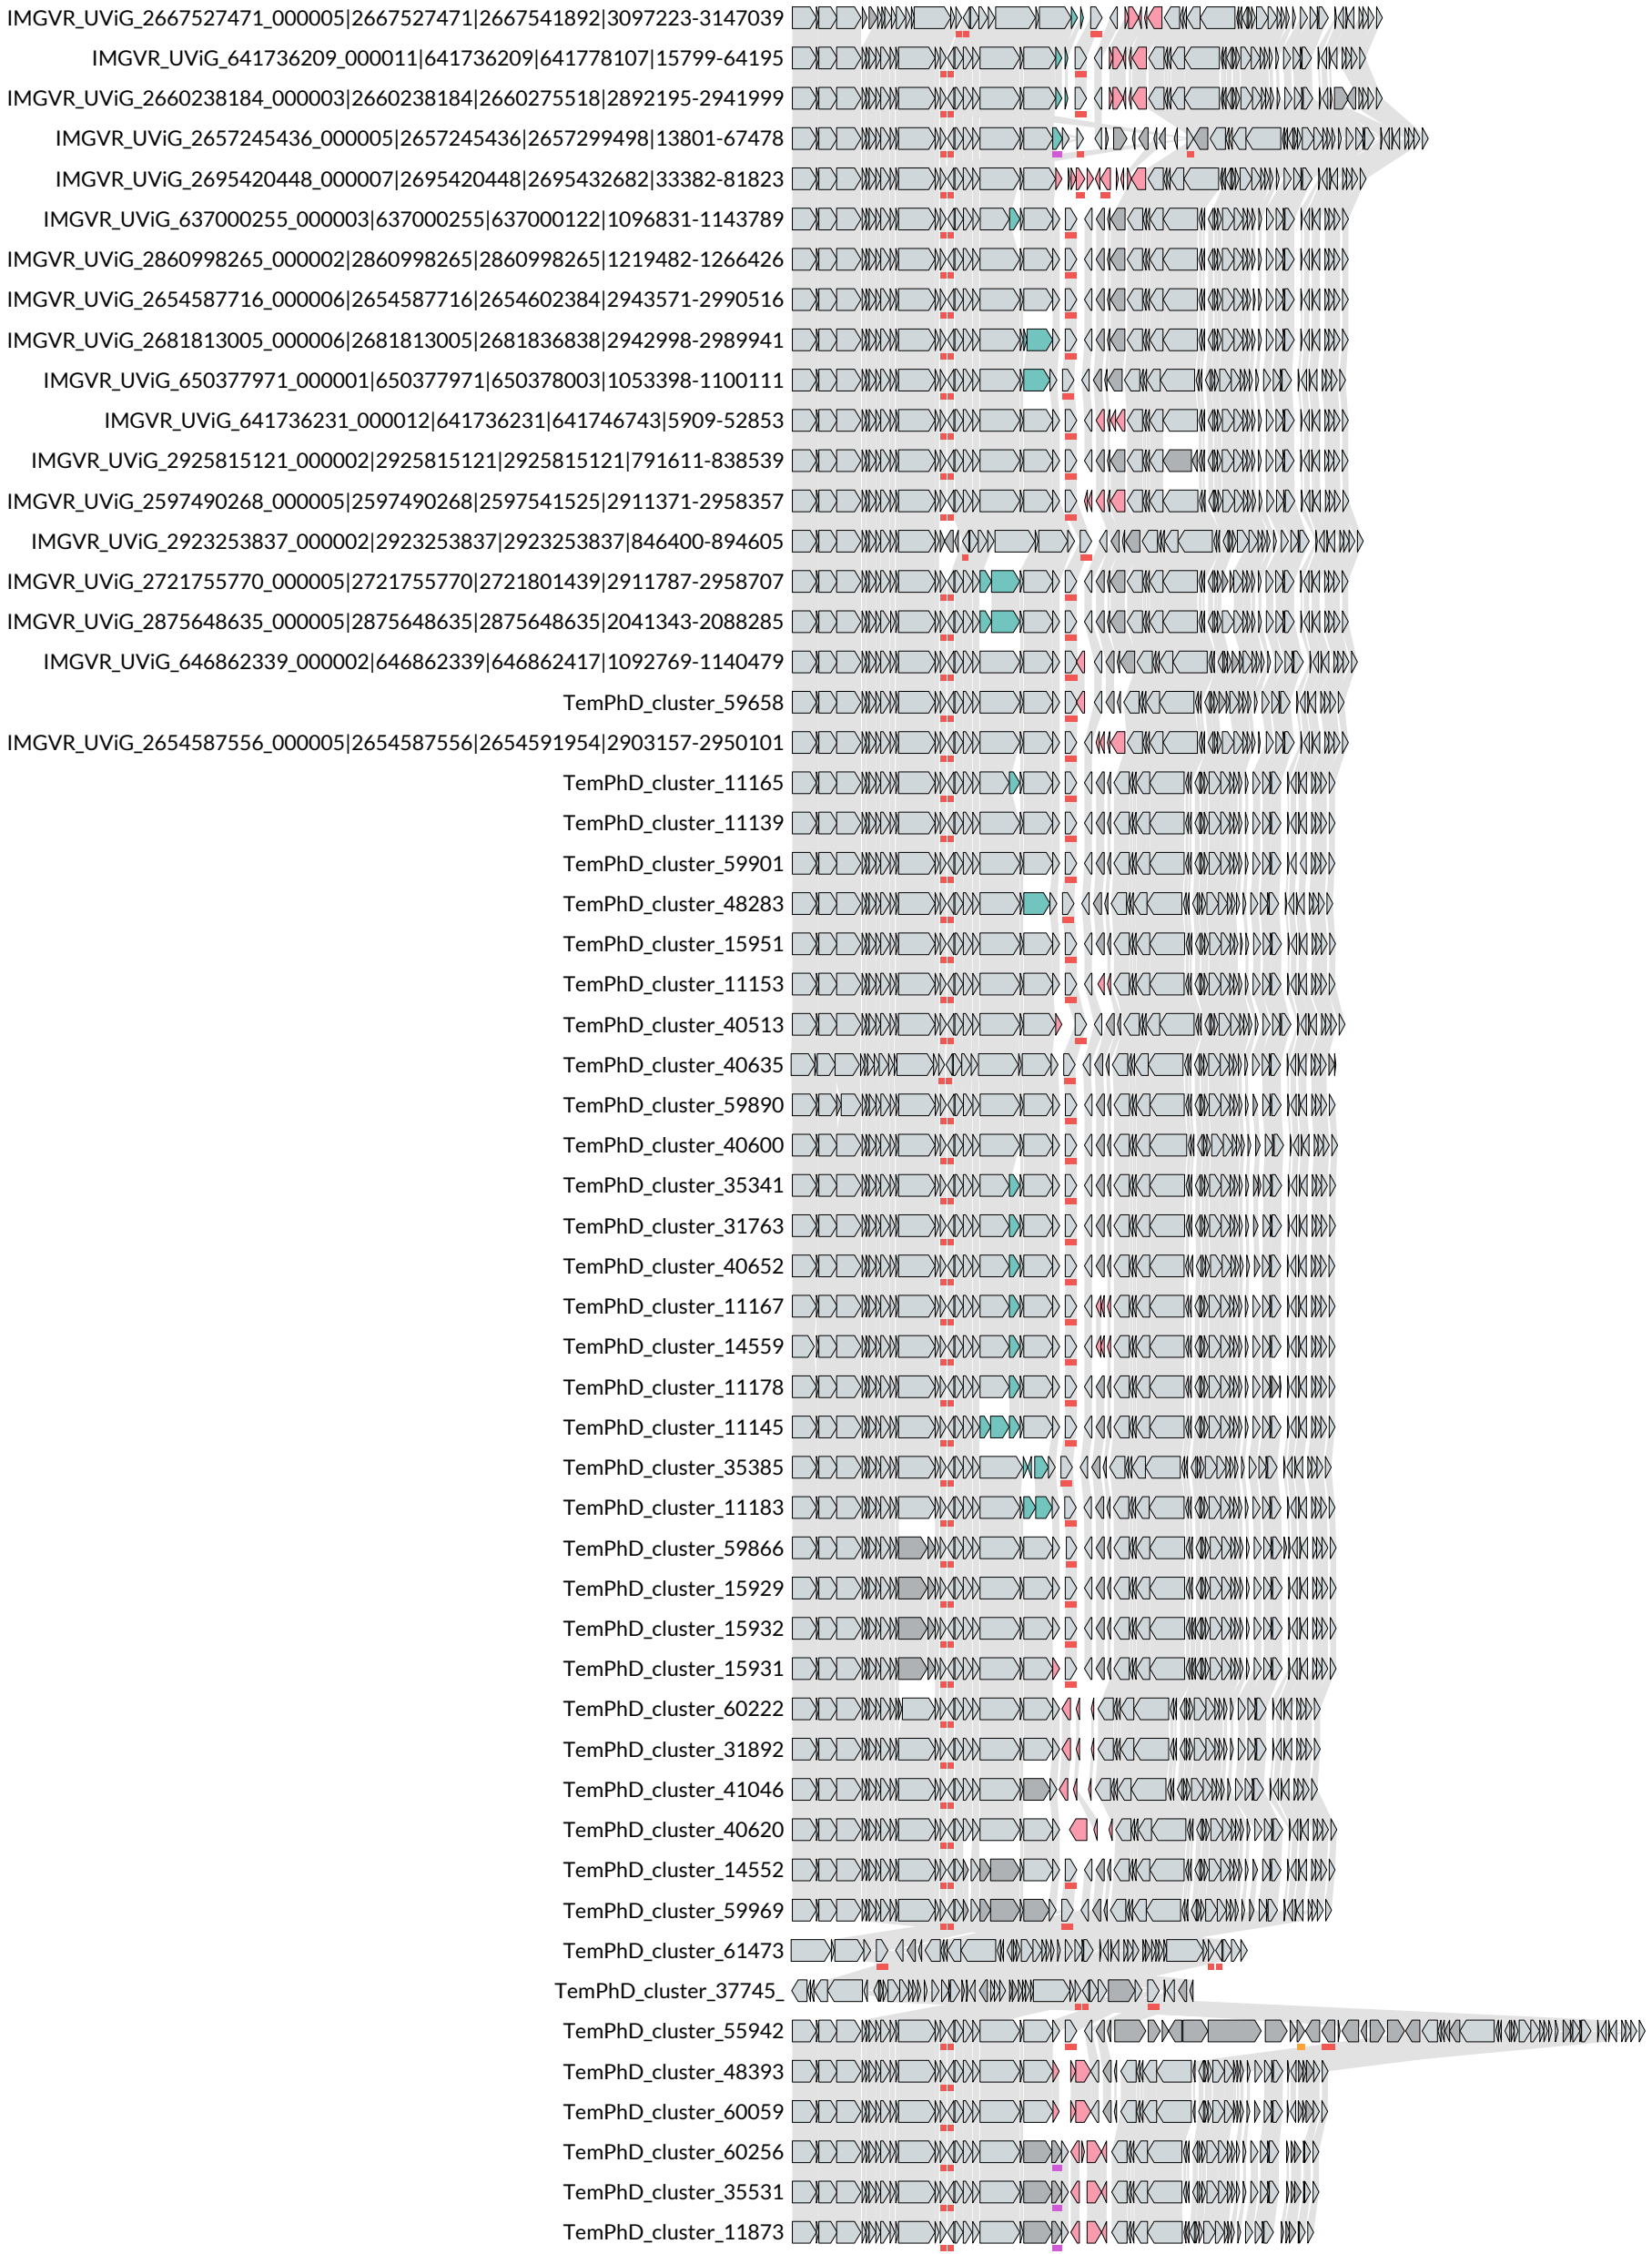 IMGVR_UViG_2667527471_000005|2667527471|2667541892|3097223-3147039
IMGVR_UViG_641736209_000011|641736209|641778107|15799-64195
IMGVR_UViG_2660238184_000003|2660238184|2660275518|2892195-2941999
IMGVR_UViG_2657245436_000005|2657245436|2657299498|13801-67478
IMGVR_UViG_2695420448_000007|2695420448|2695432682|33382-81823
IMGVR_UViG_637000255_000003|637000255|637000122|1096831-1143789
IMGVR_UViG_2860998265_000002|2860998265|2860998265|1219482-1266426
IMGVR_UViG_2654587716_000006|2654587716|2654602384|2943571-2990516
IMGVR_UViG_2681813005_000006|2681813005|2681836838|2942998-2989941
IMGVR_UViG_650377971_000001|650377971|650378003|1053398-1100111
IMGVR_UViG_641736231_000012|641736231|641746743|5909-52853
IMGVR_UViG_2925815121_000002|2925815121|2925815121|791611-838539
IMGVR_UViG_2597490268_000005|2597490268|2597541525|2911371-2958357
IMGVR_UViG_2923253837_000002|2923253837|2923253837|846400-894605
IMGVR_UViG_2721755770_000005|2721755770|2721801439|2911787-2958707
IMGVR_UViG_2875648635_000005|2875648635|2875648635|2041343-2088285
IMGVR_UViG_646862339_000002|646862339|646862417|1092769-1140479
TemPhD_cluster_59658
IMGVR_UViG_2654587556_000005|2654587556|2654591954|2903157-2950101
TemPhD_cluster_11165
TemPhD_cluster_11139
TemPhD_cluster_59901
TemPhD_cluster_48283
TemPhD_cluster_15951
TemPhD_cluster_11153
TemPhD_cluster_40513
TemPhD_cluster_40635
TemPhD_cluster_59890
TemPhD_cluster_40600
TemPhD_cluster_35341
TemPhD_cluster_31763
TemPhD_cluster_40652
TemPhD_cluster_11167
TemPhD_cluster_14559
TemPhD_cluster_11178
TemPhD_cluster_11145
TemPhD_cluster_35385
TemPhD_cluster_11183
TemPhD_cluster_59866
TemPhD_cluster_15929
TemPhD_cluster_15932
TemPhD_cluster_15931
TemPhD_cluster_60222
TemPhD_cluster_31892
TemPhD_cluster_41046
TemPhD_cluster_40620
TemPhD_cluster_14552
TemPhD_cluster_59969
TemPhD_cluster_61473
TemPhD_cluster_37745_
TemPhD_cluster_55942
TemPhD_cluster_48393
TemPhD_cluster_60059
TemPhD_cluster_60256
TemPhD_cluster_35531
TemPhD_cluster_11873